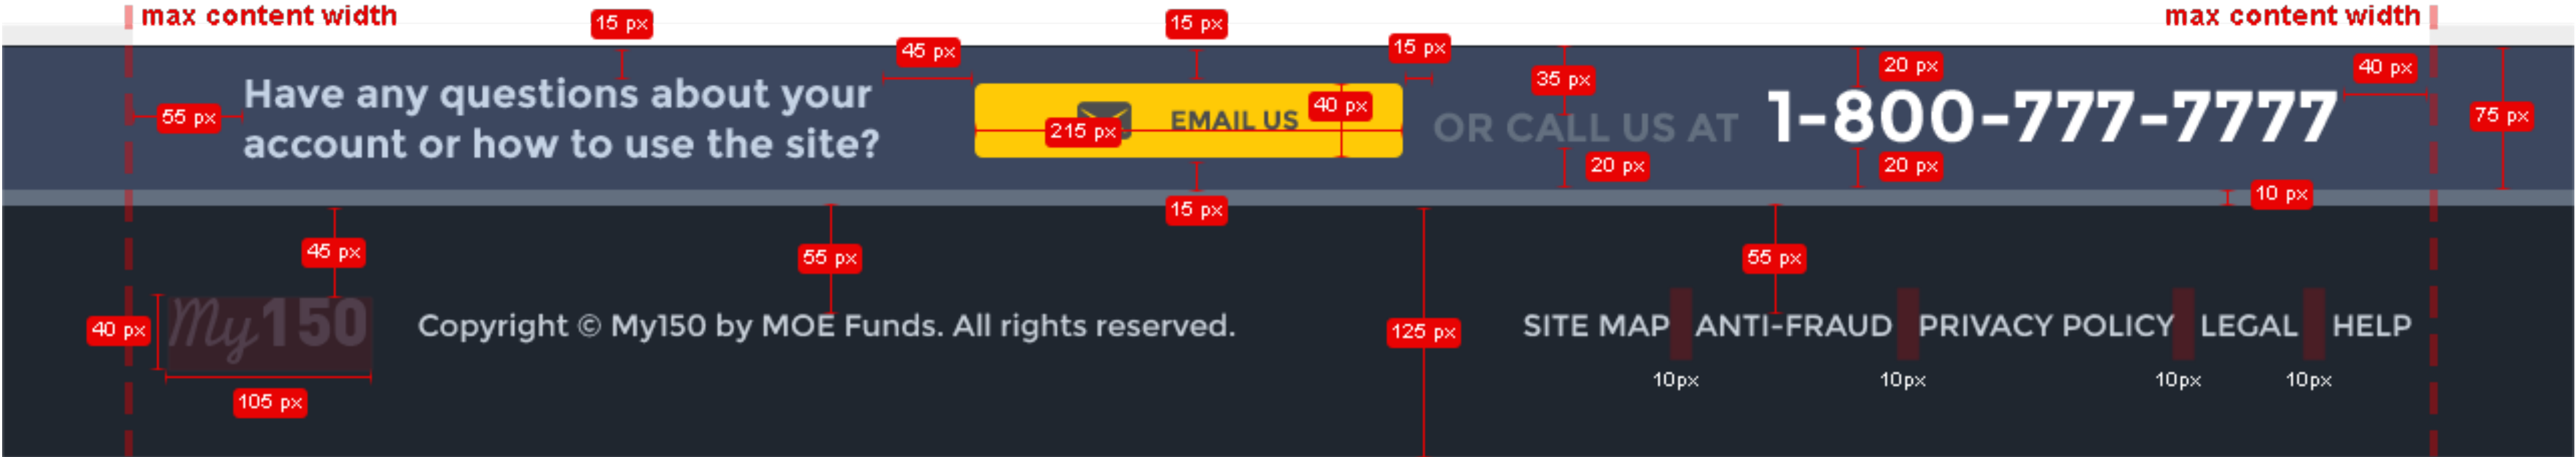 max content width
max content width
15 px
15 px
45 px
15 px
35 px
20 px
40 px
Have any questions about your
account or how to use the site?
55 px
EMAIL US
215 px
40 px
OR CALL US AT
1-800-777-7777
75 px
20 px
20 px
15 px
10 px
45 px
55 px
55 px
40 px
My150
Copyright © My150 by MOE Funds. All rights reserved.
125 px
SITE MAP ANTI-FRAUD PRIVACY POLICY LEGAL HELP
105 px
10px 10px 10px 10px